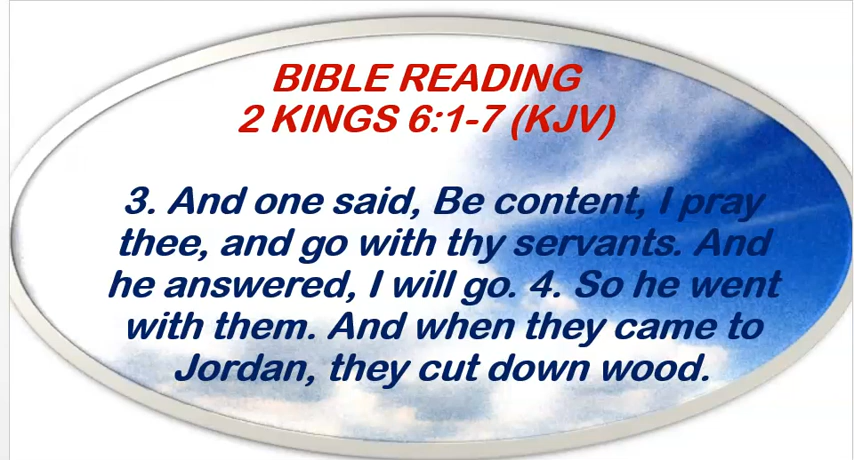 BIBLE READING
2 KINGS 6:1-7 (KJV)
3. And one said, Be content, I pray
thee, and go with thy servants. And
he answered, I will go. 4. So he went
with them. And when they came to
Jordan, they cut down wood.